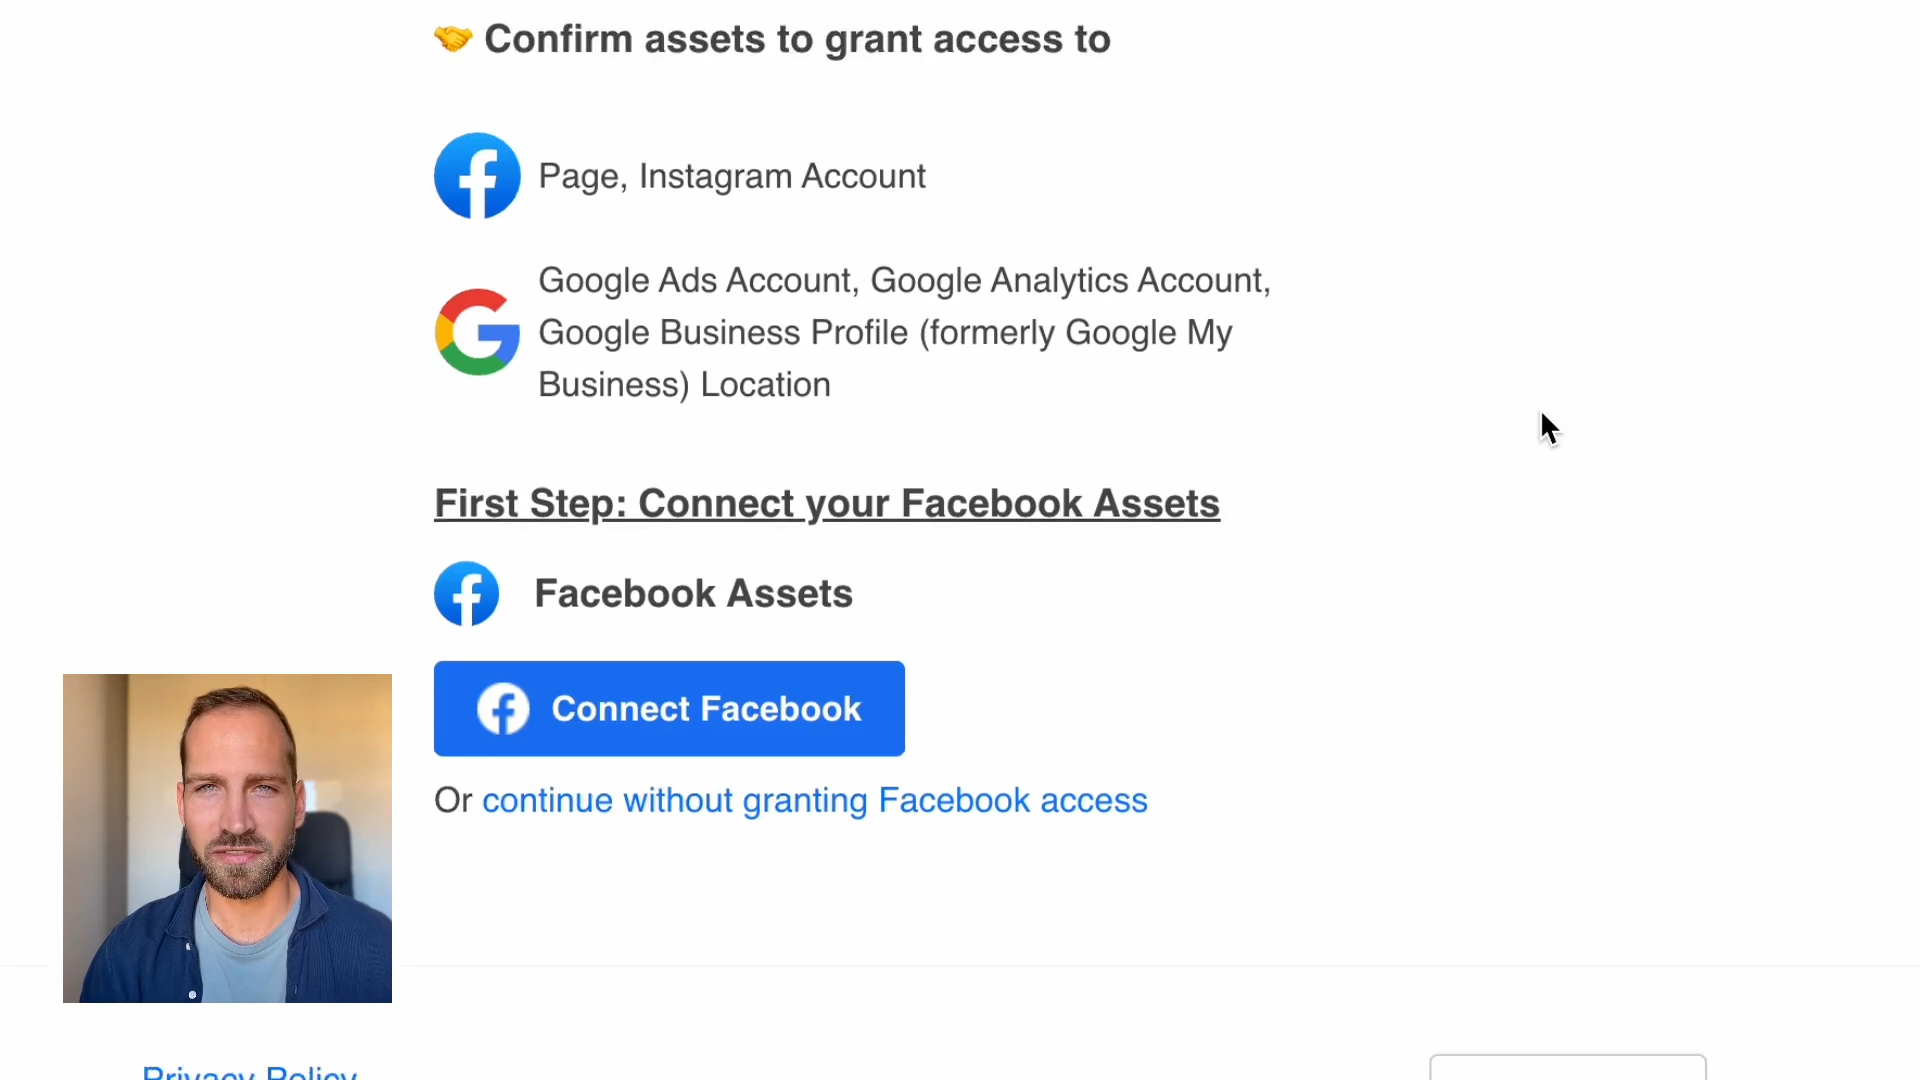 Confirm assets to grant access to
Page, Instagram Account
Google Ads Account, Google Analytics Account,
Google Business Profile (formerly Google My
Business) Location
First Step: Connect your Facebook Assets
Facebook Assets
Connect Facebook
Or continue without granting Facebook access
Privacy Policy